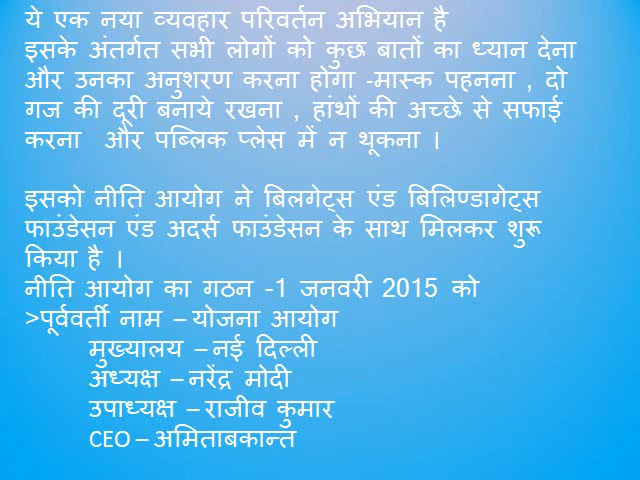 ये एक नया व्यवहार परिवर्तन अभियान है
इसके अंतर्गत सभी लोगों को कुछ बातों का ध्यान देना
और उनका अनुशरण करना होगा -मास्क पहनना , दो
गज की दूरी बनाये रखना , हांथों की अच्छे से सफाई
करना और पब्लिक प्लेस में न थूकना ।
इसको नीति आयोग ने बिलगेट्स एंड बिलिण्डागेट्स
फाउंडेसन एंड अदर्स फाउंडेसन के साथ मिलकर शुरू
किया है ।
नीति आयोग का गठन -1 जनवरी 2015 को
>पूर्ववर्ती नाम – योजना आयोग
मुख्यालय – नई दिल्ली
अध्यक्ष – नरेंद्र मोदी
उपाध्यक्ष – राजीव कुमार
CEO – अमिताबकान्त